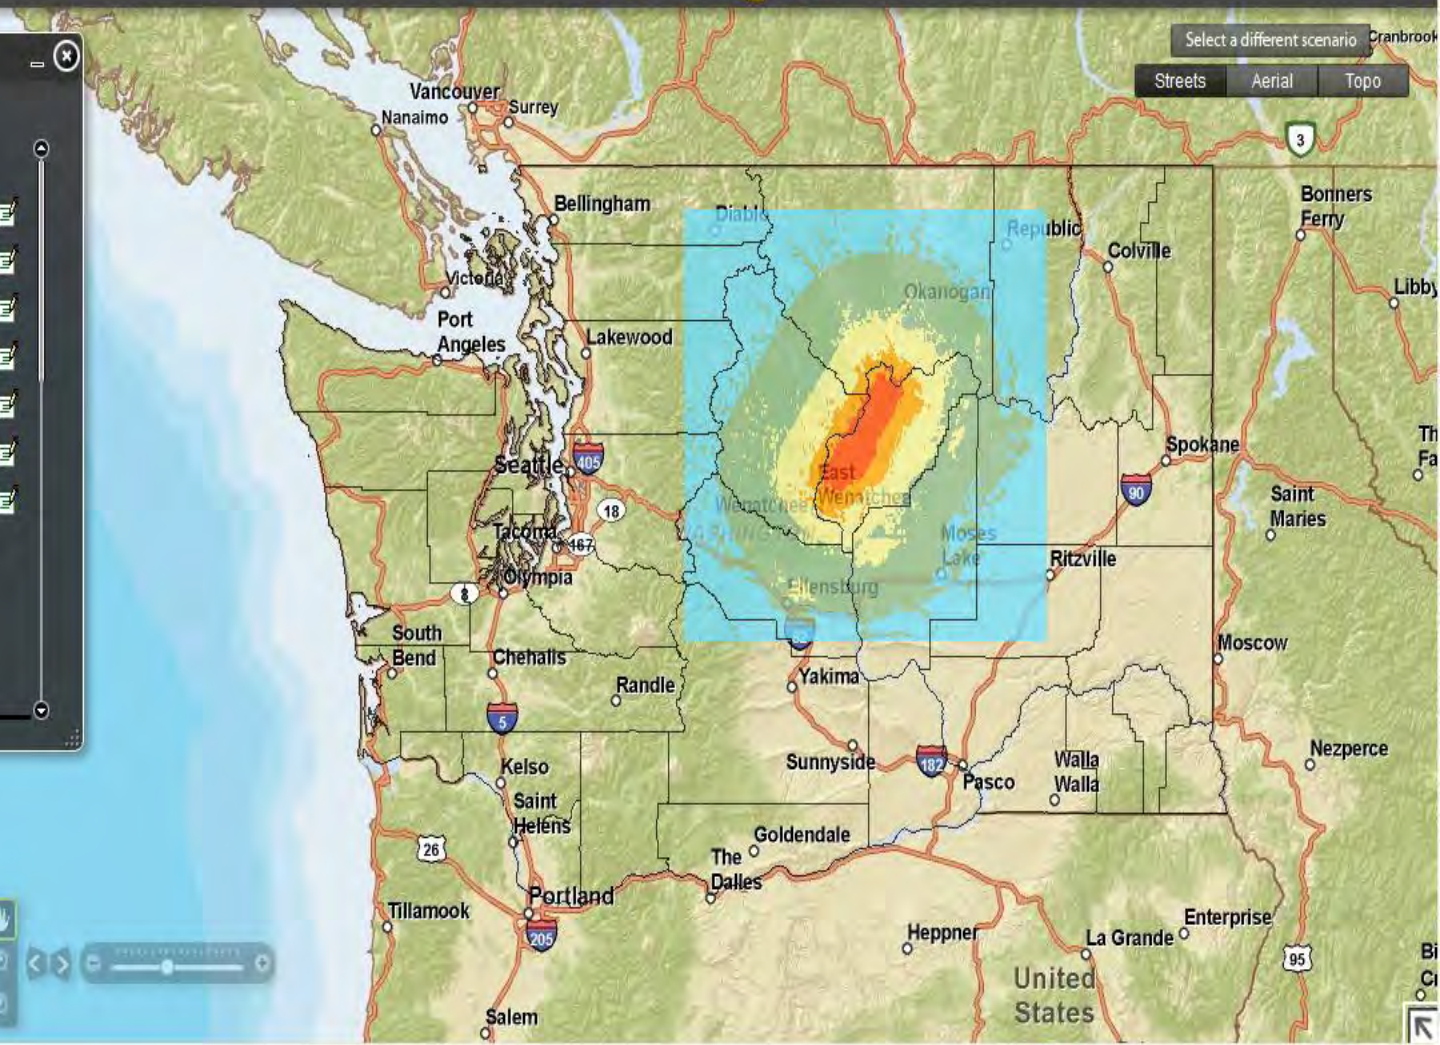 Select a different scenario
Cranbrook
Streets
Aerial
Topo
Vancouver
Nanaimo
Surrey
3
Bellingham
Diablo
Republic
Bonners
Ferry
Colville
Victoria
Okanogan
Libby
Port
Angeles
Lakewood
Seattle
405
East
Wenatchee
Spokane
90
Wenatchee
18
Saint
Maries
Tacoma
167
WASHINGTON
Moses
Lake
Ritzville
Olympia
Ellensburg
8
South
Bend
Chehalis
Yakima
Moscow
Randle
5
Sunnyside
182
Pasco
Walla
Walla
Nezperce
Kelso
Saint
Helens
26
Goldendale
The
Dalles
Portland
Tillamook
205
Heppner
Enterprise
La Grande
95
United
States
Salem